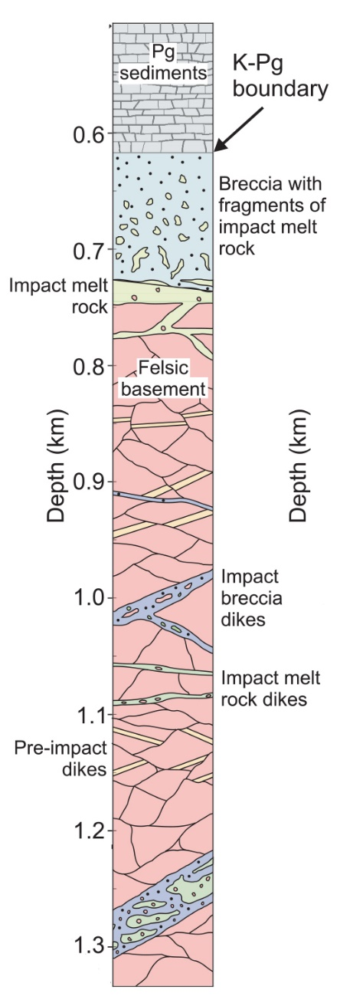 Pg
sediments
K-Pg
boundary
0.6
Breccia with
fragments of
impact melt
rock
0.7
Impact melt
rock
0.8
Felsic
basement
Depth (km)
Depth (km)
0.9
Impact
breccia
dikes
1.0
Impact melt
rock dikes
1.1
Pre-impact
dikes
1.2
1.3